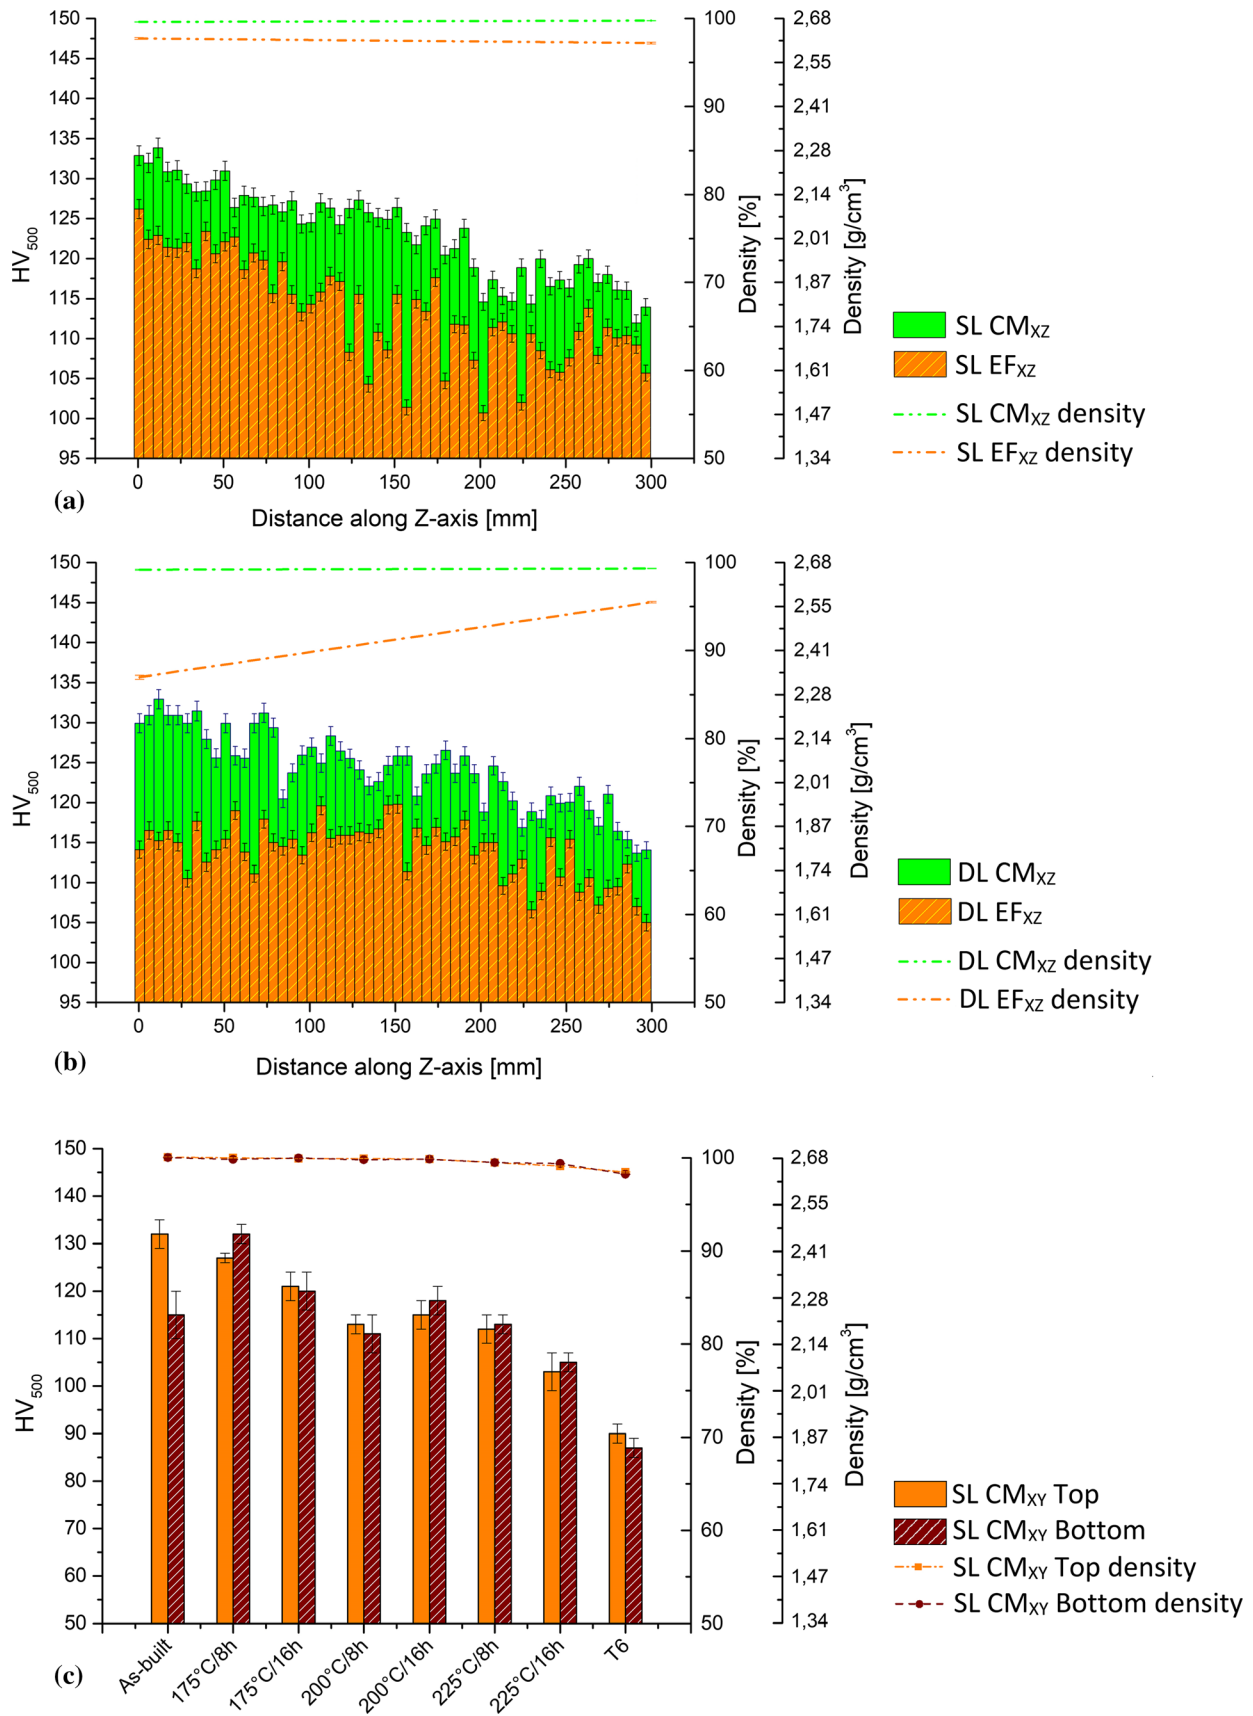 150
145
140
135
130
125
120
115
110
105
100
95
HV500
0 50 100 150 200 250 300
Distance along Z-axis [mm]
100
90
80
70
60
50
Density [%]
2,68
2,55
2,41
2,28
2,14
2,01
1,87
1,74
1,61
1,47
1,34
Density [g/cm3]
SL CMXZ
SL EFXZ
SL CMXZ density
SL EFXZ density
(a)
150
145
140
135
130
125
120
115
110
105
100
95
HV500
0 50 100 150 200 250 300
Distance along Z-axis [mm]
100
90
80
70
60
50
Density [%]
2,68
2,55
2,41
2,28
2,14
2,01
1,87
1,74
1,61
1,47
1,34
Density [g/cm3]
DL CMXZ
DL EFXZ
DL CMXZ density
DL EFXZ density
(b)
150
140
130
120
110
100
90
80
70
60
50
HV500
As-built
175°C/8h
175°C/16h
200°C/8h
200°C/16h
225°C/8h
225°C/16h
T6
100
90
80
70
60
50
Density [%]
2,68
2,55
2,41
2,28
2,14
2,01
1,87
1,74
1,61
1,47
1,34
Density [g/cm3]
SL CMXY Top
SL CMXY Bottom
SL CMXY Top density
SL CMXY Bottom density
(c)